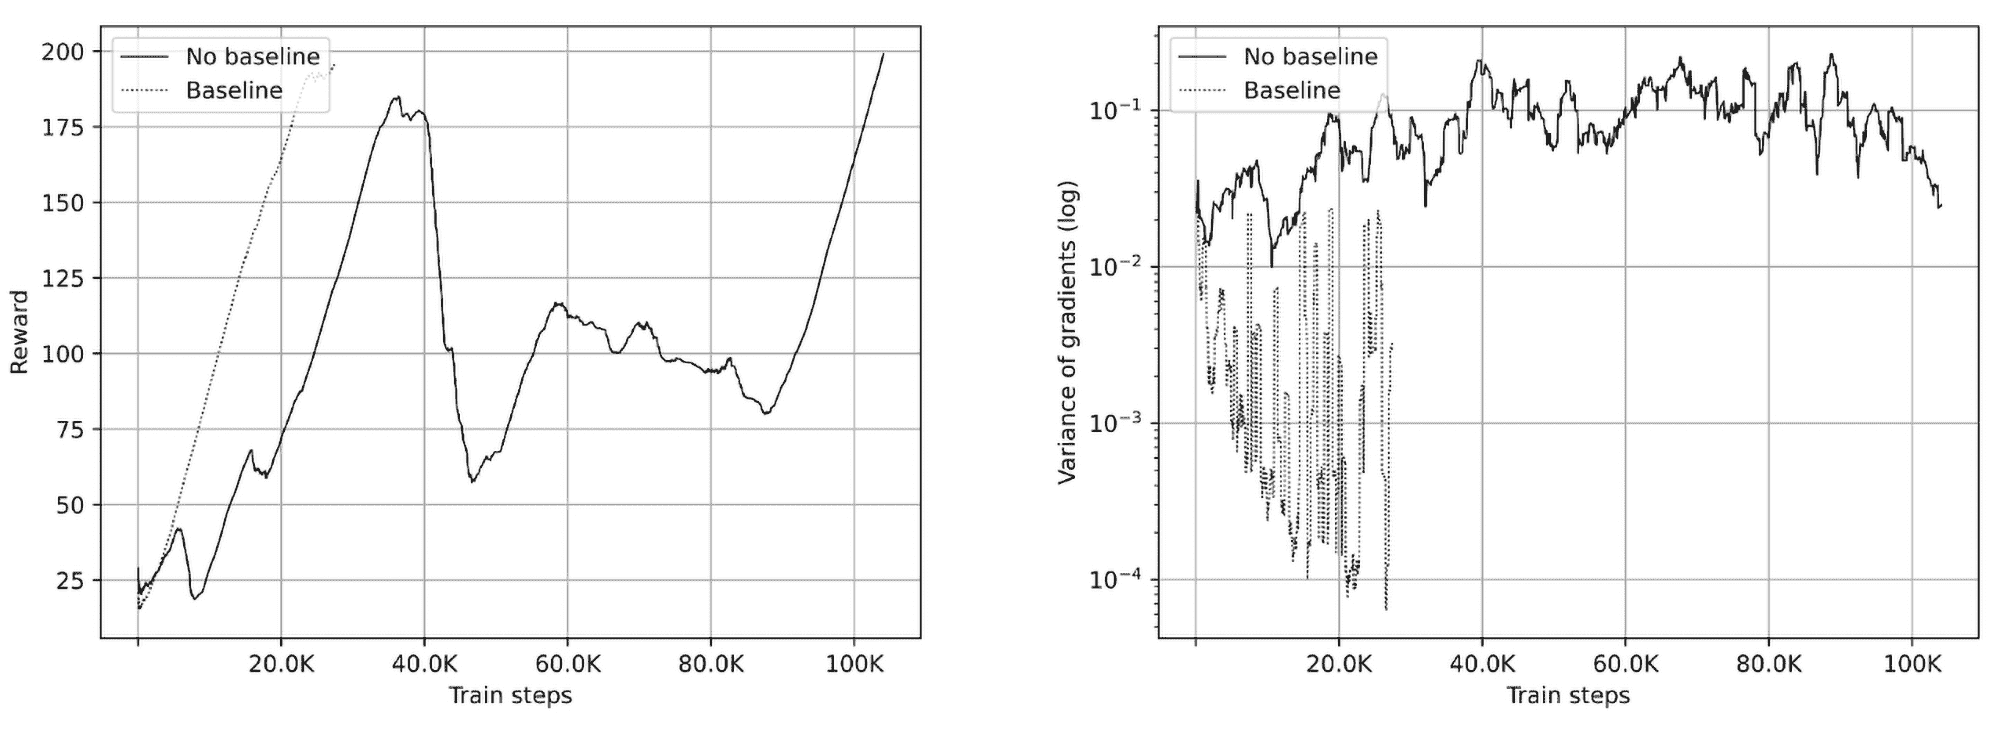 No baseline
Baseline
200
175
150
125
100
75
50
25
Reward
20.0K 40.0K 60.0K 80.0K 100K
Train steps
No baseline
Baseline
10⁻¹
10⁻²
10⁻³
10⁻⁴
Variance of gradients (log)
20.0K 40.0K 60.0K 80.0K 100K
Train steps